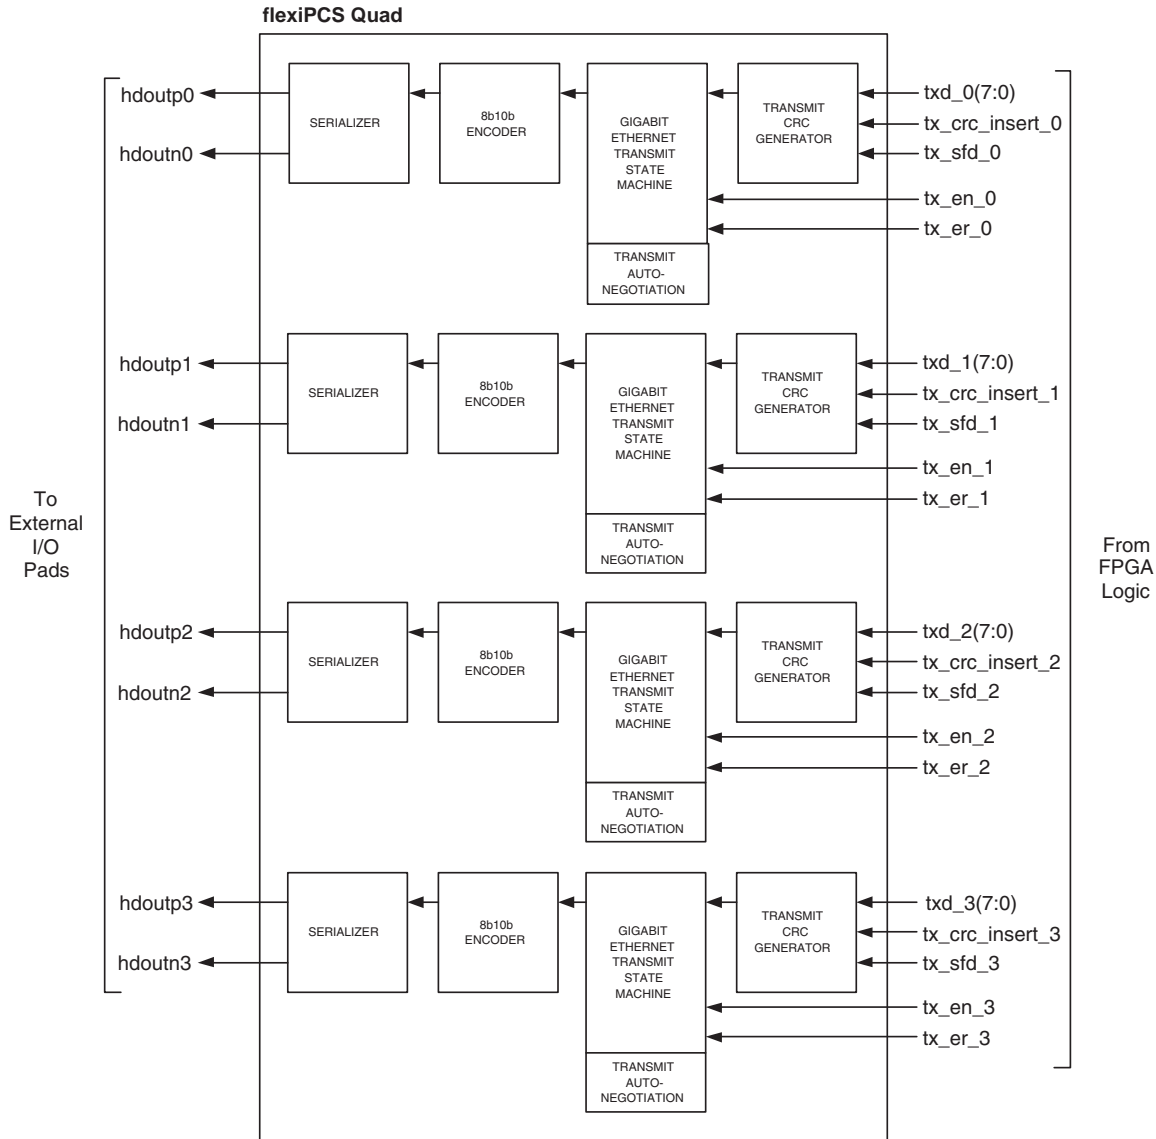 flexiPCS Quad
hdoutp0
hdoutn0
SERIALIZER
8b10b
ENCODER
GIGABIT
ETHERNET
TRANSMIT
STATE
MACHINE
TRANSMIT
AUTO-
NEGOTIATION
TRANSMIT
CRC
GENERATOR
txd_0(7:0)
tx_crc_insert_0
tx_sfd_0
tx_en_0
tx_er_0
hdoutp1
hdoutn1
SERIALIZER
8b10b
ENCODER
GIGABIT
ETHERNET
TRANSMIT
STATE
MACHINE
TRANSMIT
AUTO-
NEGOTIATION
TRANSMIT
CRC
GENERATOR
txd_1(7:0)
tx_crc_insert_1
tx_sfd_1
tx_en_1
tx_er_1
To
External
I/O
Pads
From
FPGA
Logic
hdoutp2
hdoutn2
SERIALIZER
8b10b
ENCODER
GIGABIT
ETHERNET
TRANSMIT
STATE
MACHINE
TRANSMIT
AUTO-
NEGOTIATION
TRANSMIT
CRC
GENERATOR
txd_2(7:0)
tx_crc_insert_2
tx_sfd_2
tx_en_2
tx_er_2
hdoutp3
hdoutn3
SERIALIZER
8b10b
ENCODER
GIGABIT
ETHERNET
TRANSMIT
STATE
MACHINE
TRANSMIT
AUTO-
NEGOTIATION
TRANSMIT
CRC
GENERATOR
txd_3(7:0)
tx_crc_insert_3
tx_sfd_3
tx_en_3
tx_er_3